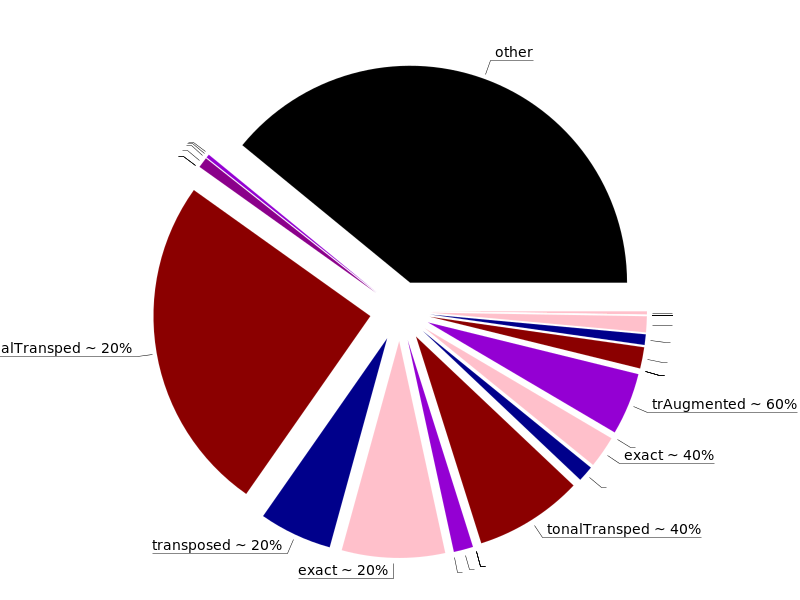 other
alTransped ~ 20%
trAugmented ~ 60%
exact ~ 40%
tonalTransped ~ 40%
transposed ~ 20%
exact ~ 20%